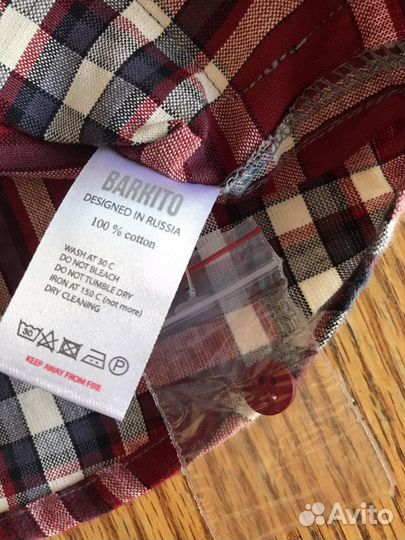 BARKITO
DESIGNED IN RUSSIA
100 % cotton
WASH AT 30 C
DO NOT BLEACH
DO NOT TUMBLE DRY
IRON AT 150 C (not more)
DRY CLEANING
30 P
KEEP AWAY FROM FIRE
Avito